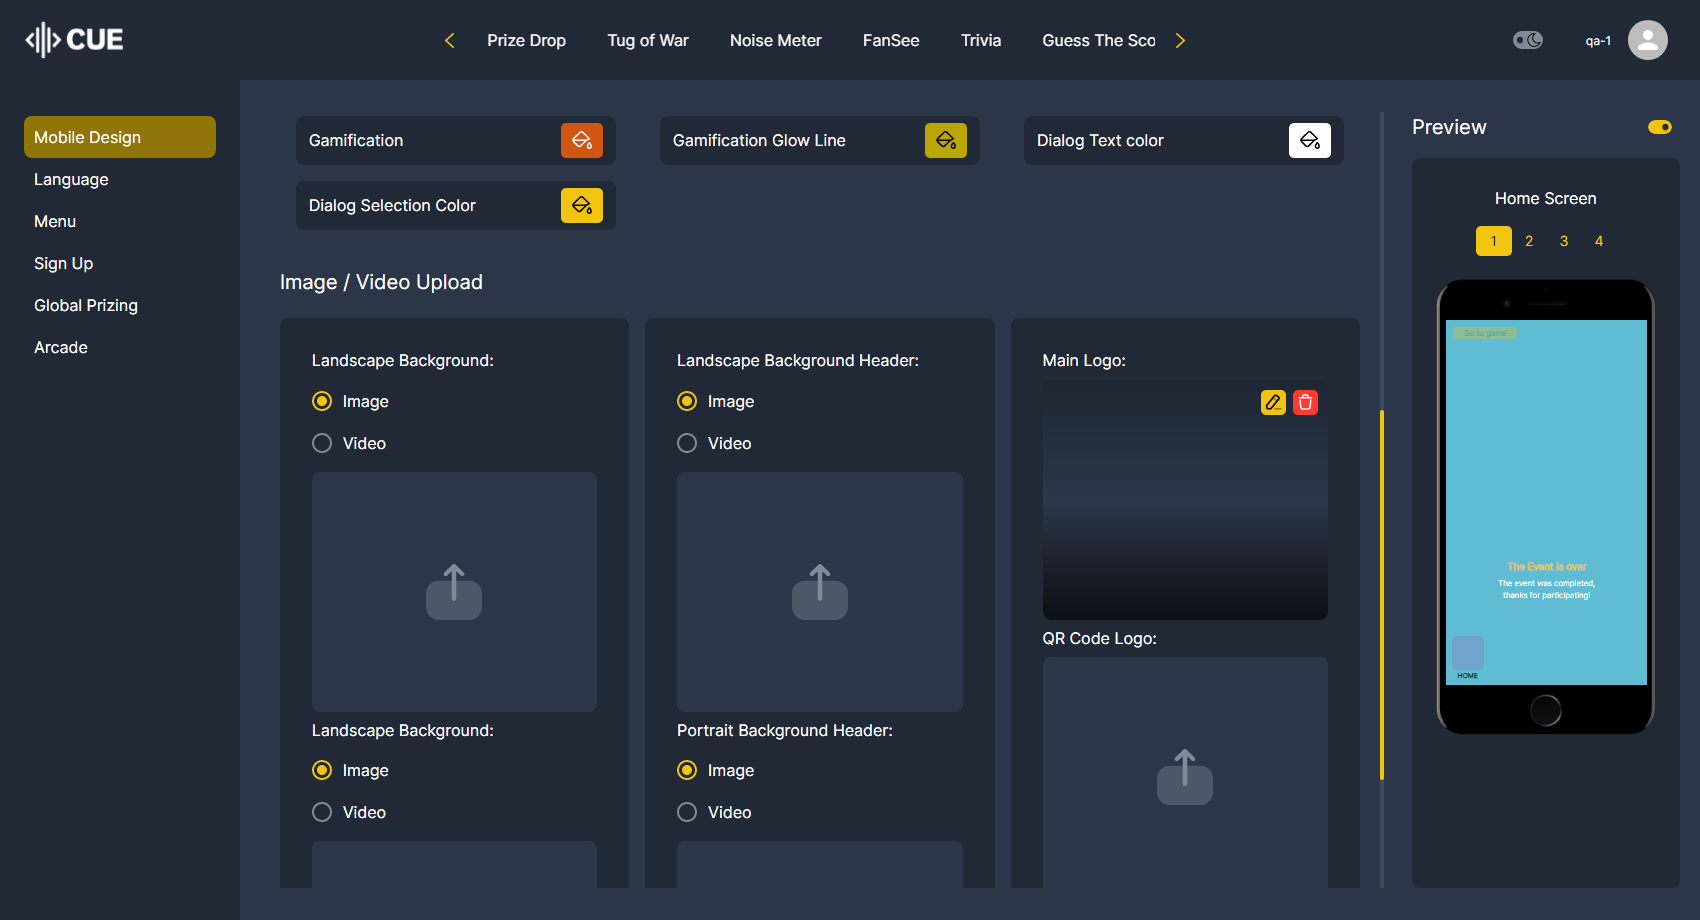 CUE
Prize Drop
Tug of War
Noise Meter
FanSee
Trivia
Guess The Sco
qa-1
Mobile Design
Language
Menu
Sign Up
Global Prizing
Arcade
Gamification
Gamification Glow Line
Dialog Text color
Dialog Selection Color
Image / Video Upload
Landscape Background:
Image
Video
Landscape Background:
Image
Video
Landscape Background Header:
Image
Video
Portrait Background Header:
Image
Video
Main Logo:
QR Code Logo:
Preview
Home Screen
1 2 3 4
Go to game
The Event is over
The event was completed,
thanks for participating!
HOME